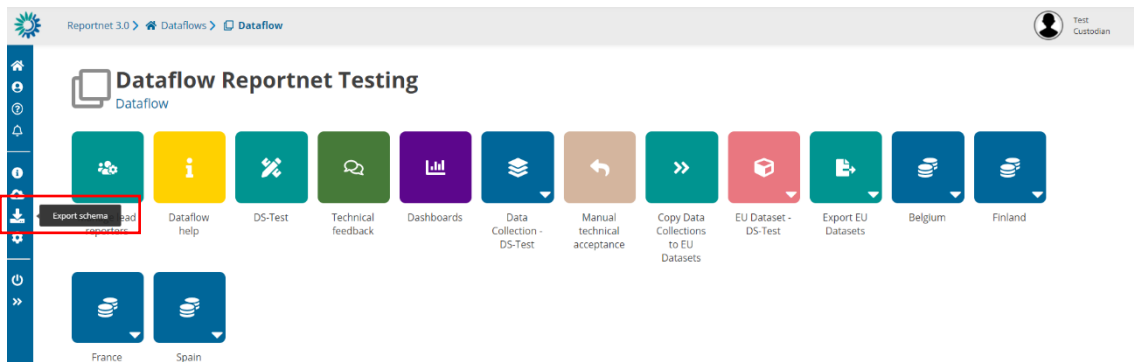 Reportnet 3.0 Dataflows Dataflow
Test
Custodian
Dataflow Reportnet Testing
Dataflow
Export schema
lead
reporters
Dataflow
help
DS-Test
Technical
feedback
Dashboards
Data
Collection -
DS-Test
Manual
technical
acceptance
Copy Data
Collections
to EU
Datasets
EU Dataset -
DS-Test
Export EU
Datasets
Belgium
Finland
France
Spain